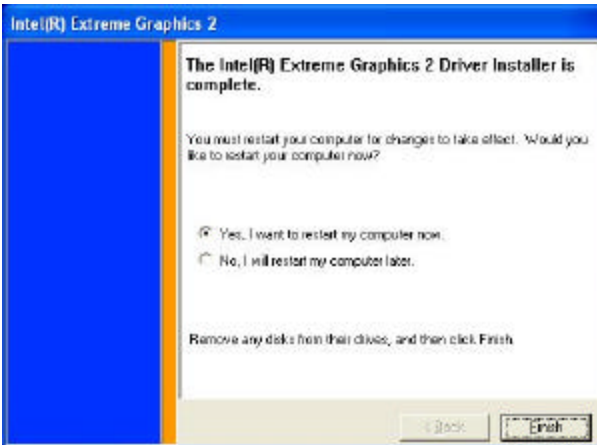 Intel(R) Extreme Graphics 2
The Intel(R) Extreme Graphics 2 Driver Installer is
complete.
You must restart your computer for changes to take effect. Would you
like to restart your computer now?
Yes, I want to restart my computer now.
No, I will restart my computer later.
Remove any disks from their drives, and then click Finish.
< Back
Finish